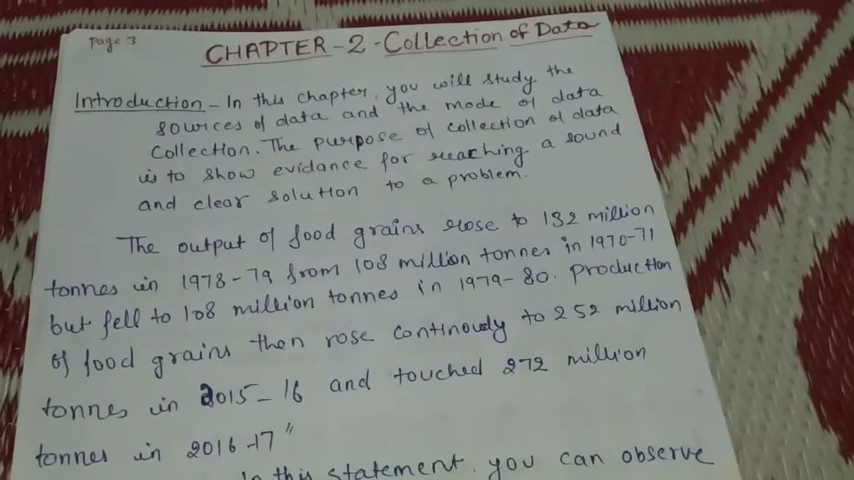 Page 3
CHAPTER-2-Collection of Data
Introduction - In this chapter, you will study the
sources of data and the mode of data
Collection. The purpose of collection of data
is to show evidance for reaching a sound
and clear solution to a problem.
The output of food grains rose to 132 million
tonnes in 1978-79 from 108 million tonnes in 1970-71
but fell to 108 million tonnes in 1979-80. Production
of food grains then rose continously to 252 million
tonnes in 2015-16 and touched 272 million
tonnes in 2016-17"
In this statement, you can observe